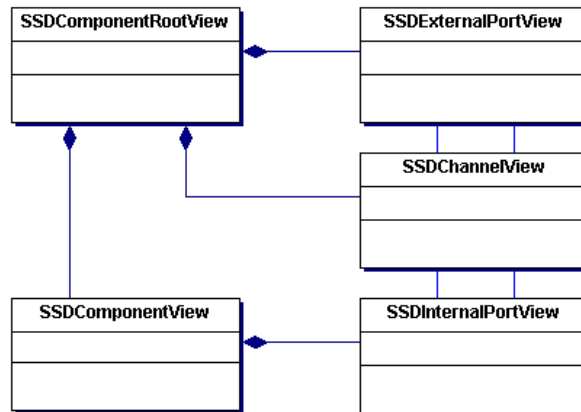 SSDComponentRootView
SSDExternalPortView
SSDChannelView
SSDComponentView
SSDInternalPortView